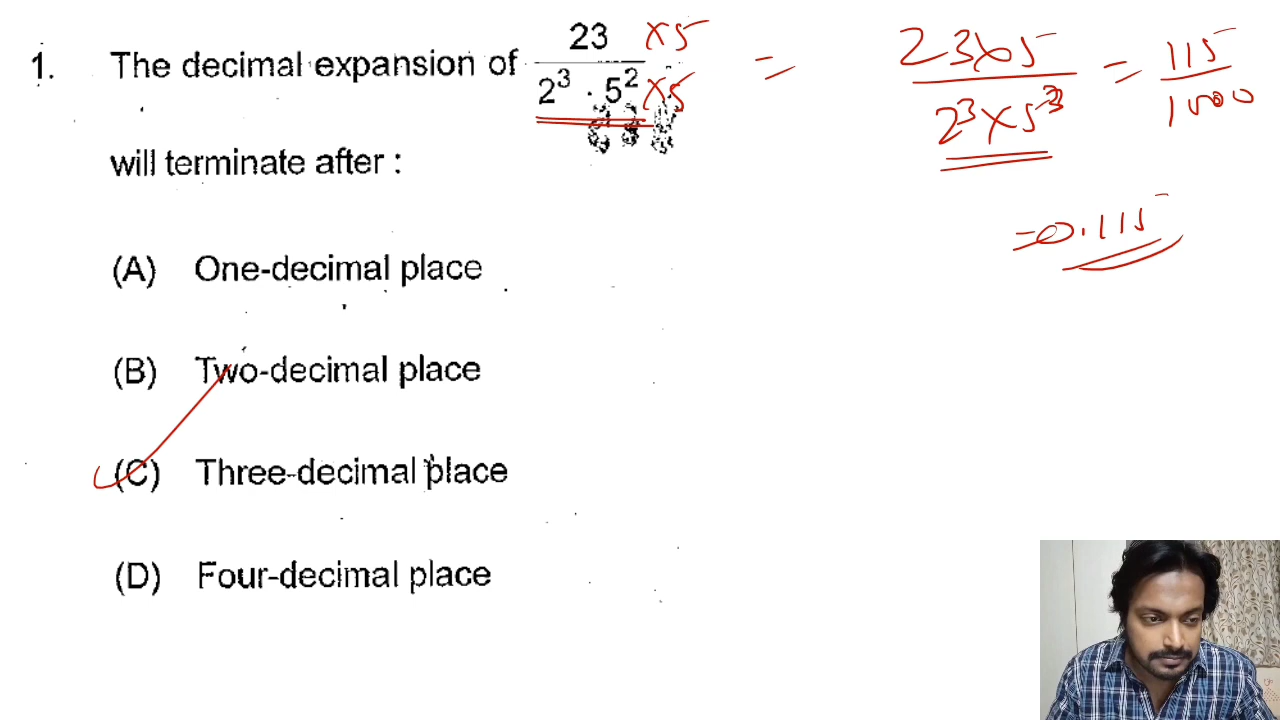 1. The decimal expansion of 23/2³ · 5² ×5/×5 = 23×5/2³×5³ = 115/1000
will terminate after :
= 0.115
(A) One-decimal place
(B) Two-decimal place
(C) Three-decimal place
(D) Four-decimal place